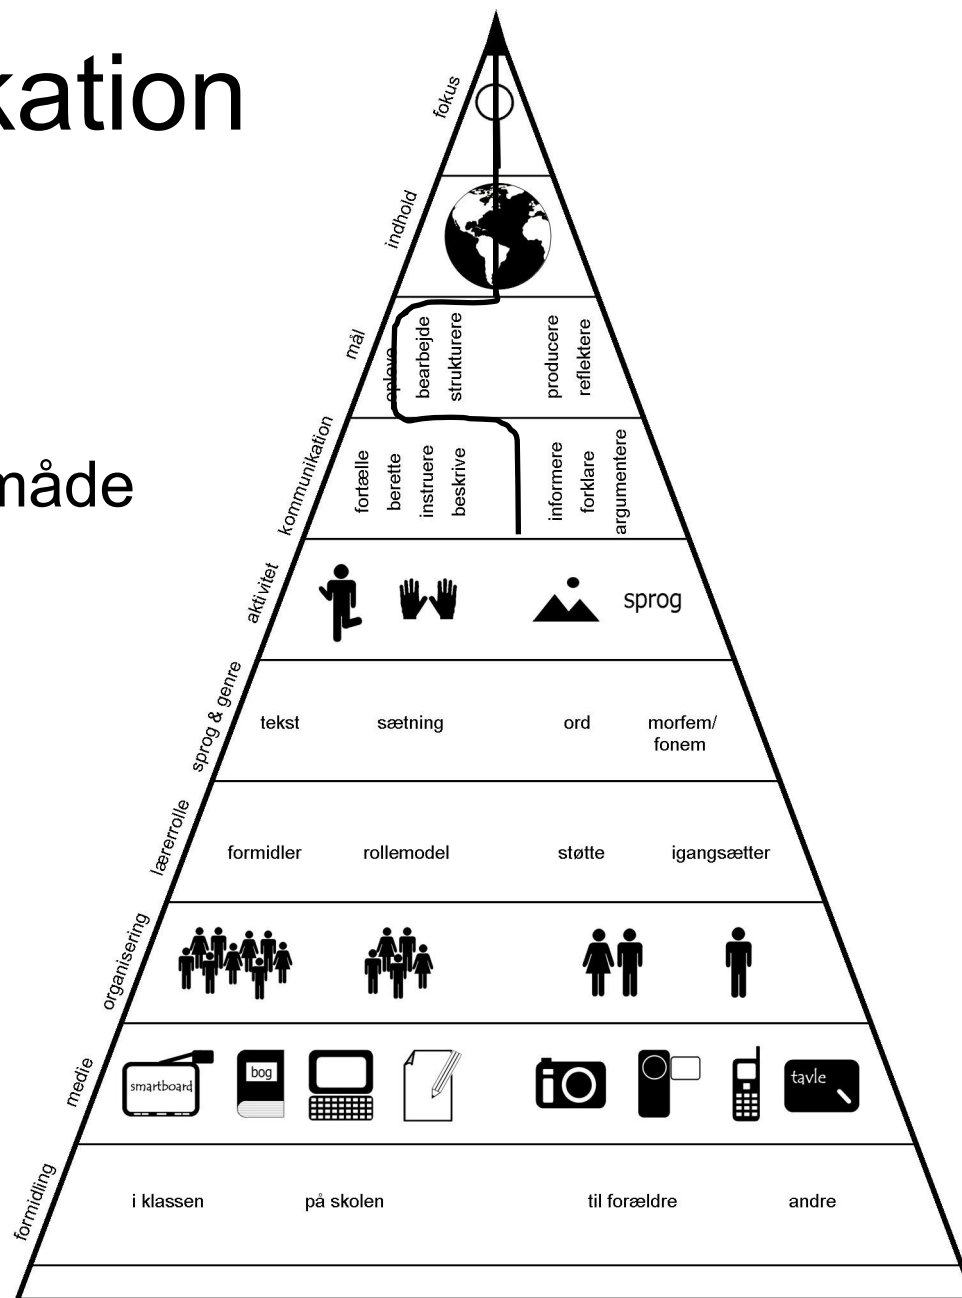 kation
måde
fokus
indhold
mål
opleve
bearbejde
strukturere
producere
reflektere
kommunikation
fortælle
berette
instruere
beskrive
informere
forklare
argumentere
aktivitet
sprog
sprog & genre
tekst sætning ord morfem/
fonem
lærerrolle
formidler rollemodel støtte igangsætter
organisering
medie
smartboard
bog
tavle
formidling
i klassen på skolen til forældre andre